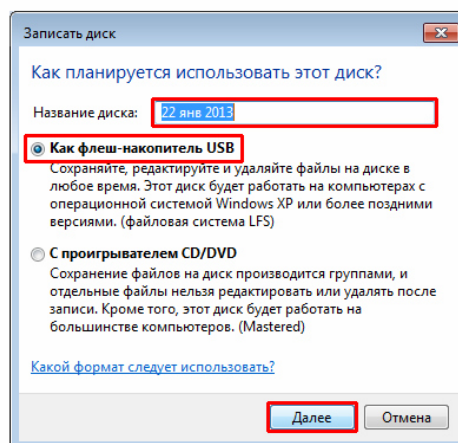 Записать диск
Как планируется использовать этот диск?
Название диска: 22 янв 2013
Как флеш-накопитель USB
Сохраняйте, редактируйте и удаляйте файлы на диске в
любое время. Этот диск будет работать на компьютерах с
операционной системой Windows XP или более поздними
версиями. (файловая система LFS)
С проигрывателем CD/DVD
Сохранение файлов на диск производится группами, и
отдельные файлы нельзя редактировать или удалять после
записи. Кроме того, этот диск будет работать на
большинстве компьютеров. (Mastered)
Какой формат следует использовать?
Далее Отмена